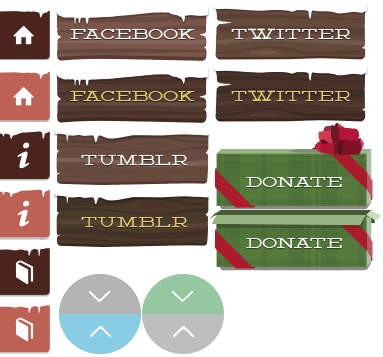 FACEBOOK
TWITTER
FACEBOOK
TWITTER
TUMBLR
DONATE
TUMBLR
DONATE